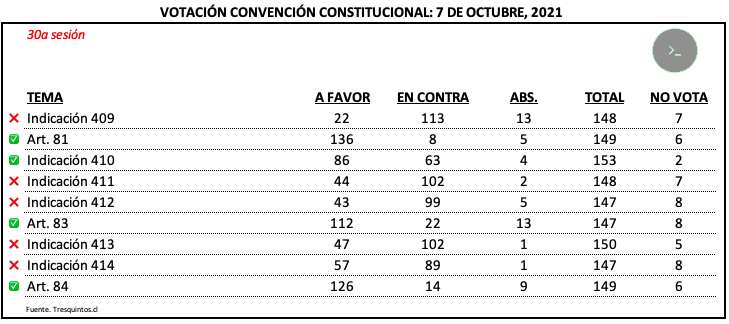 VOTACIÓN CONVENCIÓN CONSTITUCIONAL: 7 DE OCTUBRE, 2021
30a sesión
>_
TEMA A FAVOR EN CONTRA ABS. TOTAL NO VOTA
❌ Indicación 409 22 113 13 148 7
✅ Art. 81 136 8 5 149 6
✅ Indicación 410 86 63 4 153 2
❌ Indicación 411 44 102 2 148 7
❌ Indicación 412 43 99 5 147 8
✅ Art. 83 112 22 13 147 8
❌ Indicación 413 47 102 1 150 5
❌ Indicación 414 57 89 1 147 8
✅ Art. 84 126 14 9 149 6
Fuente. Tresquintos.cl